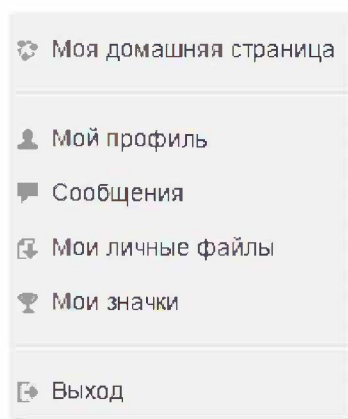 Моя домашняя страница
Мой профиль
Сообщения
Мои личные файлы
Мои значки
Выход